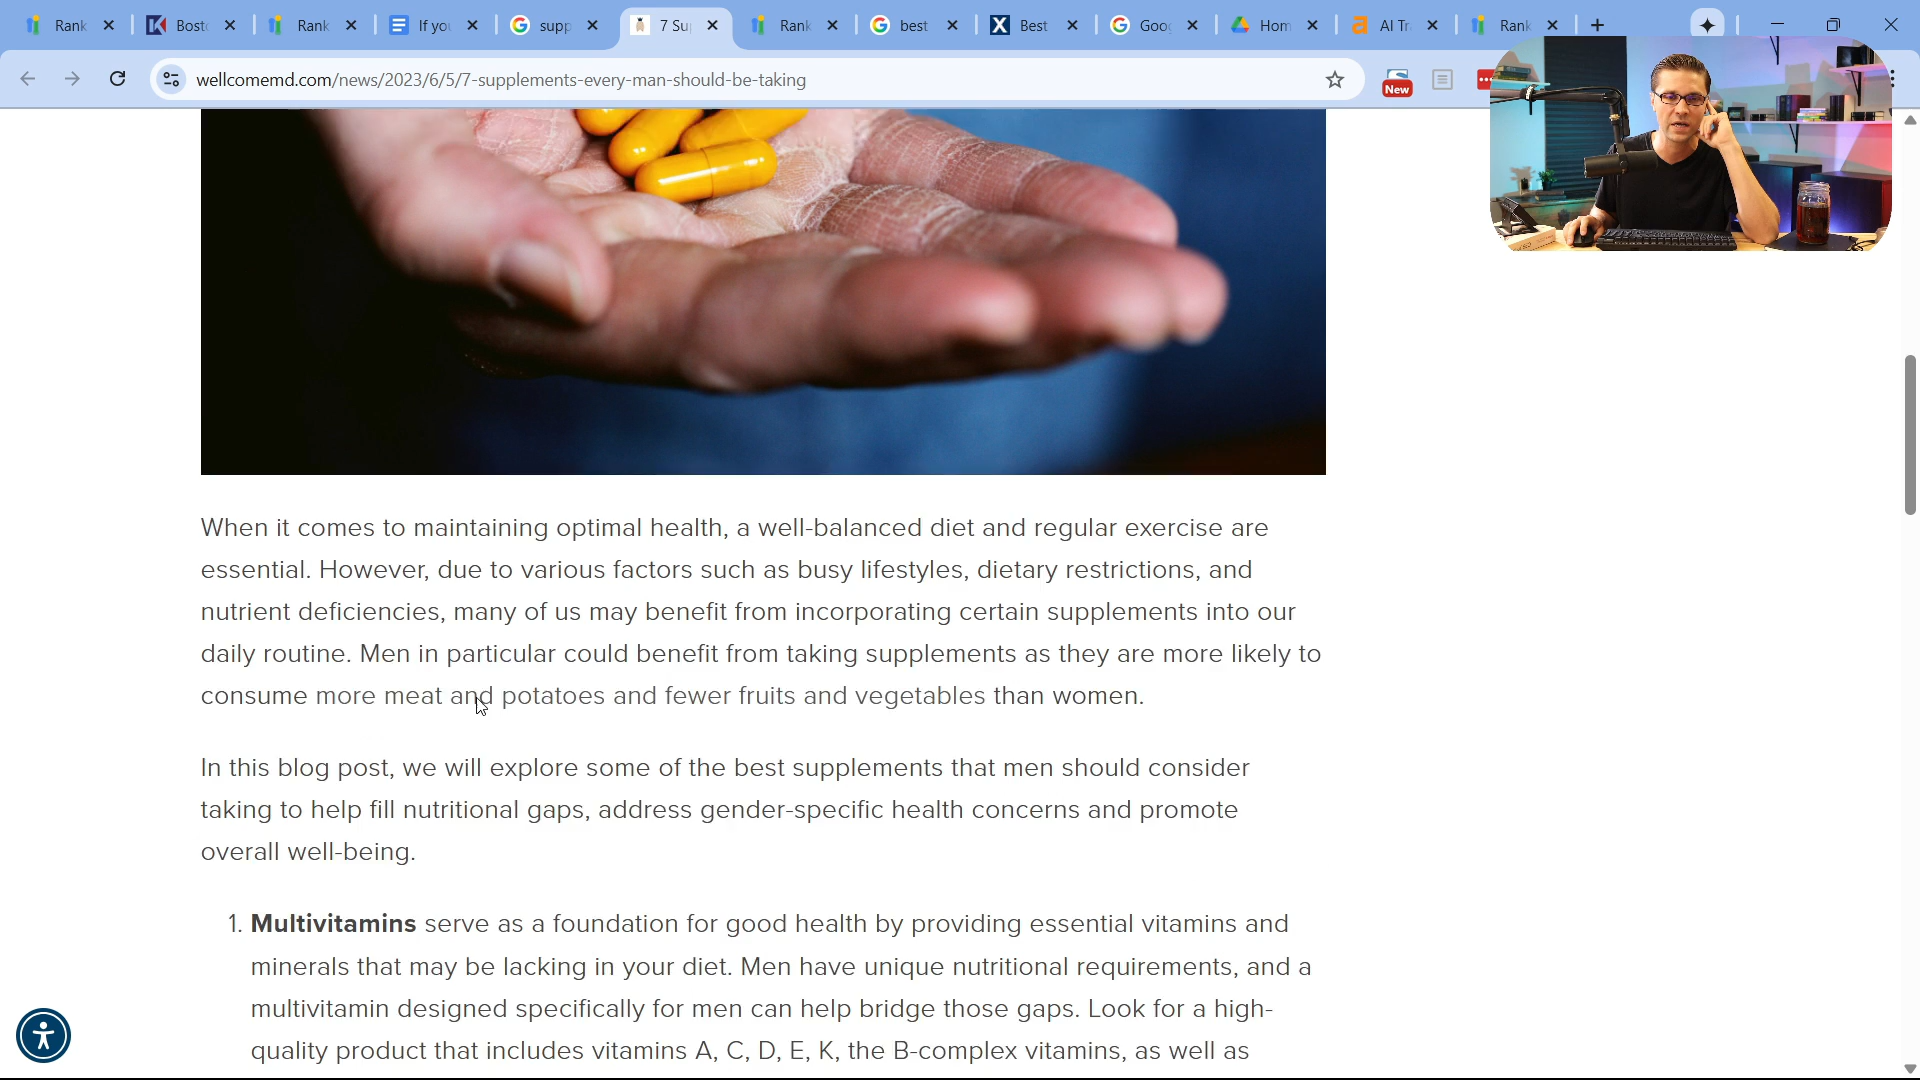 Rank
Bost
Rank
If you
supp
7 Su
Rank
best
Best
Goog
Hom
AI Tr
Rank
wellcomemd.com/news/2023/6/5/7-supplements-every-man-should-be-taking
New
When it comes to maintaining optimal health, a well-balanced diet and regular exercise are
essential. However, due to various factors such as busy lifestyles, dietary restrictions, and
nutrient deficiencies, many of us may benefit from incorporating certain supplements into our
daily routine. Men in particular could benefit from taking supplements as they are more likely to
consume more meat and potatoes and fewer fruits and vegetables than women.
In this blog post, we will explore some of the best supplements that men should consider
taking to help fill nutritional gaps, address gender-specific health concerns and promote
overall well-being.
1. Multivitamins serve as a foundation for good health by providing essential vitamins and
minerals that may be lacking in your diet. Men have unique nutritional requirements, and a
multivitamin designed specifically for men can help bridge those gaps. Look for a high-
quality product that includes vitamins A, C, D, E, K, the B-complex vitamins, as well as